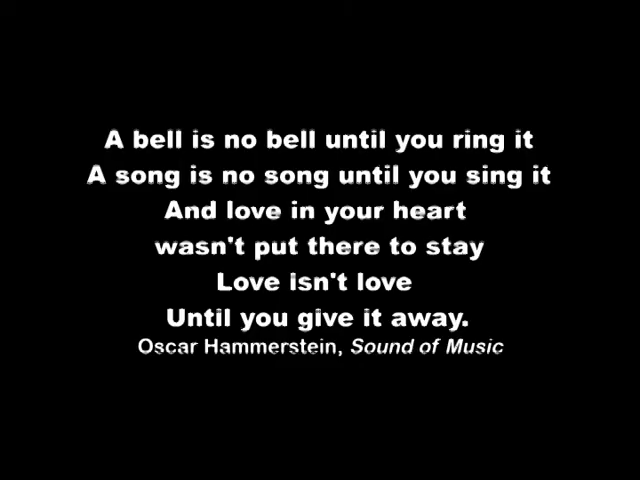 A bell is no bell until you ring it
A song is no song until you sing it
And love in your heart
wasn't put there to stay
Love isn't love
Until you give it away.
Oscar Hammerstein, Sound of Music